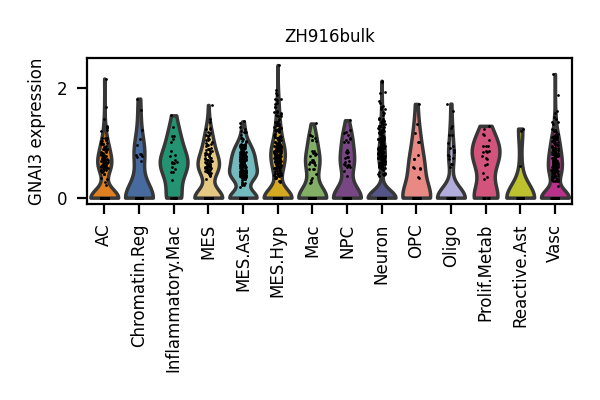 ZH916bulk
GNAI3 expression
2
0
AC
Chromatin.Reg
Inflammatory.Mac
MES
MES.Ast
MES.Hyp
Mac
NPC
Neuron
OPC
Oligo
Prolif.Metab
Reactive.Ast
Vasc